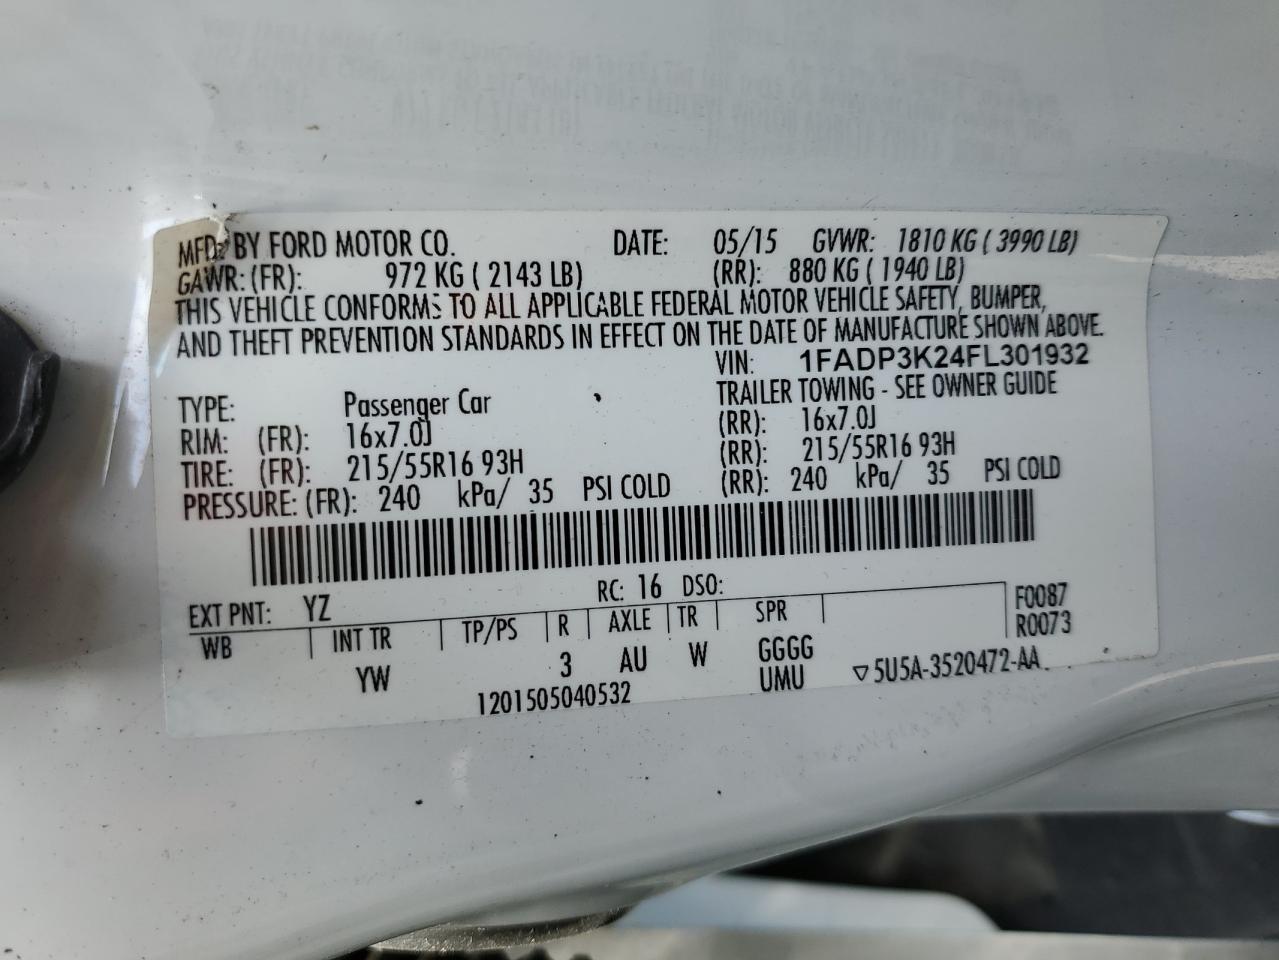 MFD. BY FORD MOTOR CO. DATE: 05/15 GVWR: 1810 KG ( 3990 LB)
GAWR: (FR): 972 KG ( 2143 LB) (RR): 880 KG ( 1940 LB)
THIS VEHICLE CONFORMS TO ALL APPLICABLE FEDERAL MOTOR VEHICLE SAFETY, BUMPER,
AND THEFT PREVENTION STANDARDS IN EFFECT ON THE DATE OF MANUFACTURE SHOWN ABOVE.
VIN: 1FADP3K24FL301932
TYPE: Passenger Car TRAILER TOWING - SEE OWNER GUIDE
RIM: (FR): 16x7.0J (RR): 16x7.0J
TIRE: (FR): 215/55R16 93H (RR): 215/55R16 93H
PRESSURE: (FR): 240 kPa/ 35 PSI COLD (RR): 240 kPa/ 35 PSI COLD
RC: 16 DSO:
EXT PNT: YZ F0087
WB INT TR TP/PS R AXLE TR SPR R0073
YW 3 AU W GGGG
1201505040532 UMU ▽5U5A-3520472-AA